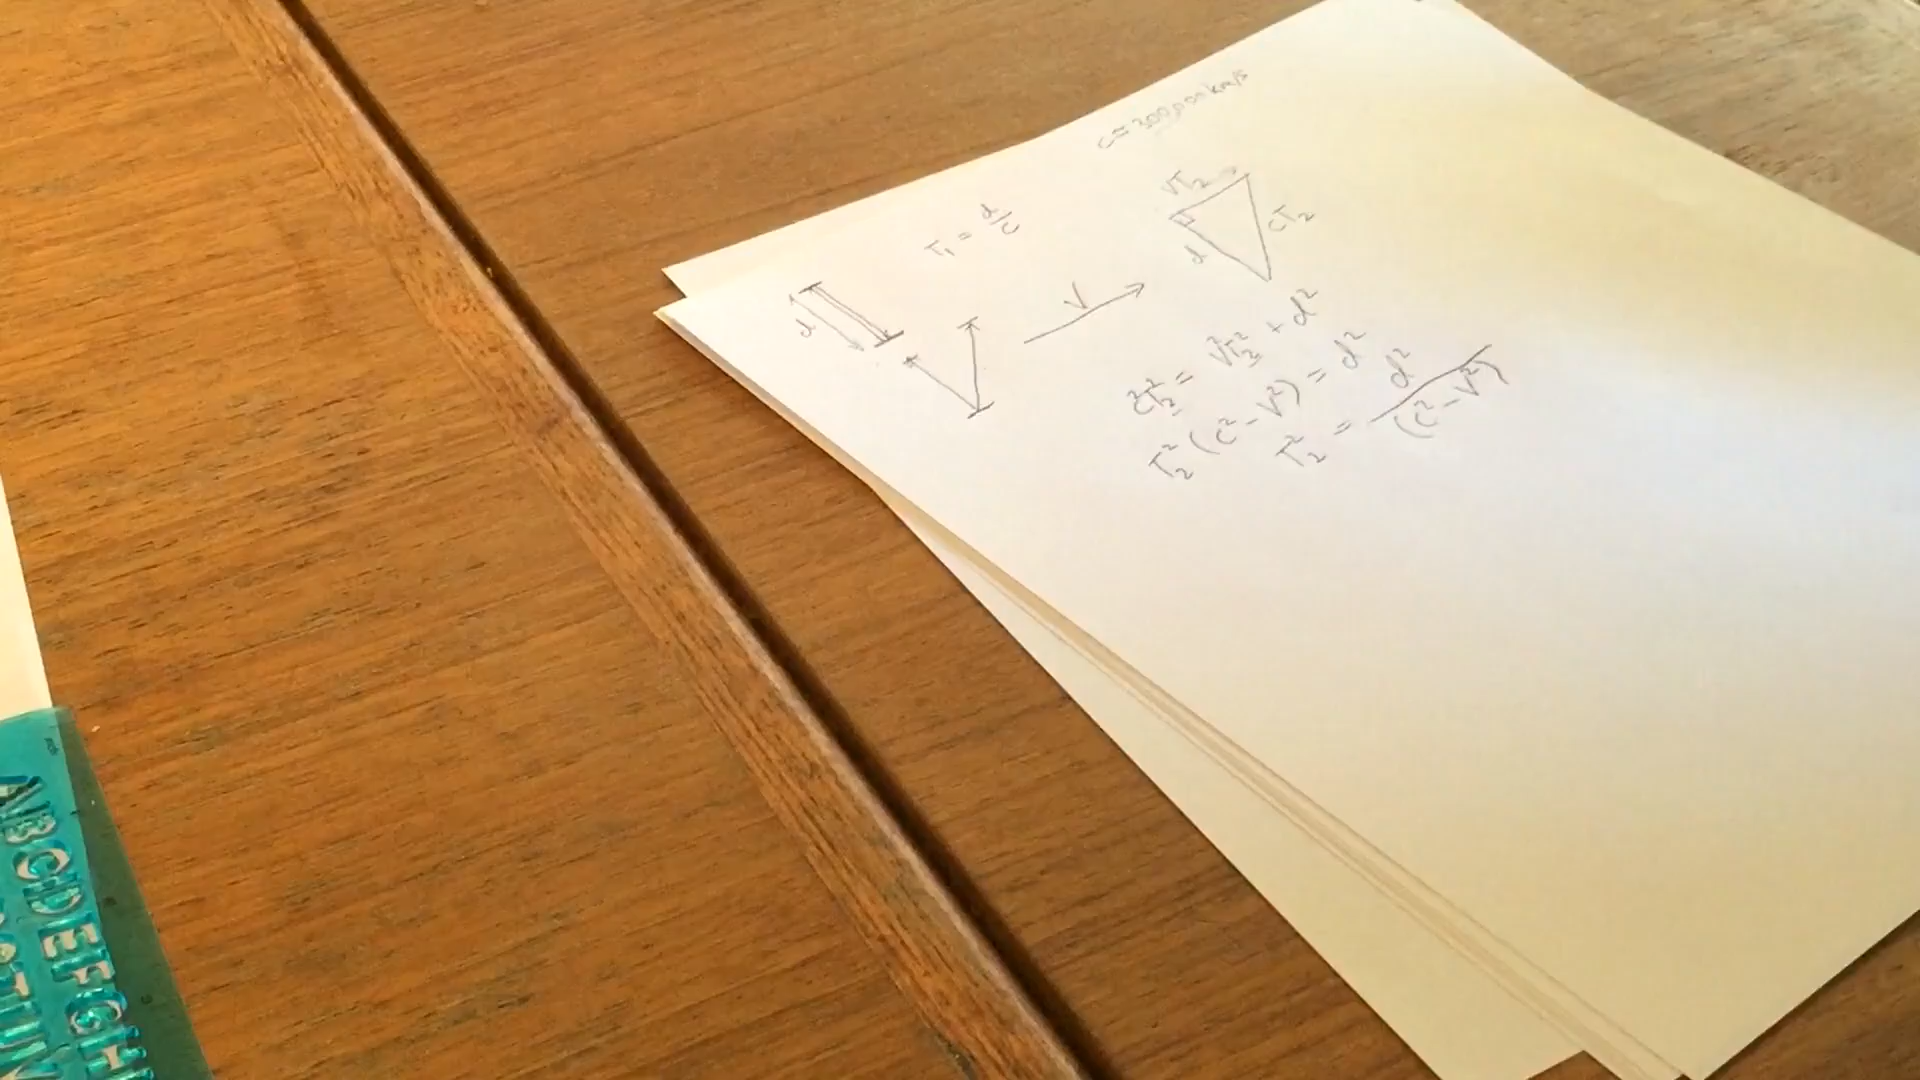 c ≈ 300,000 km/s
T₁ = d/c
d
V
VT₂
d
cT₂
c²T₂² = V²T₂² + d²
T₂² (c² - V²) = d²
T₂² = d²/(c² - V²)
ABCDEFGH